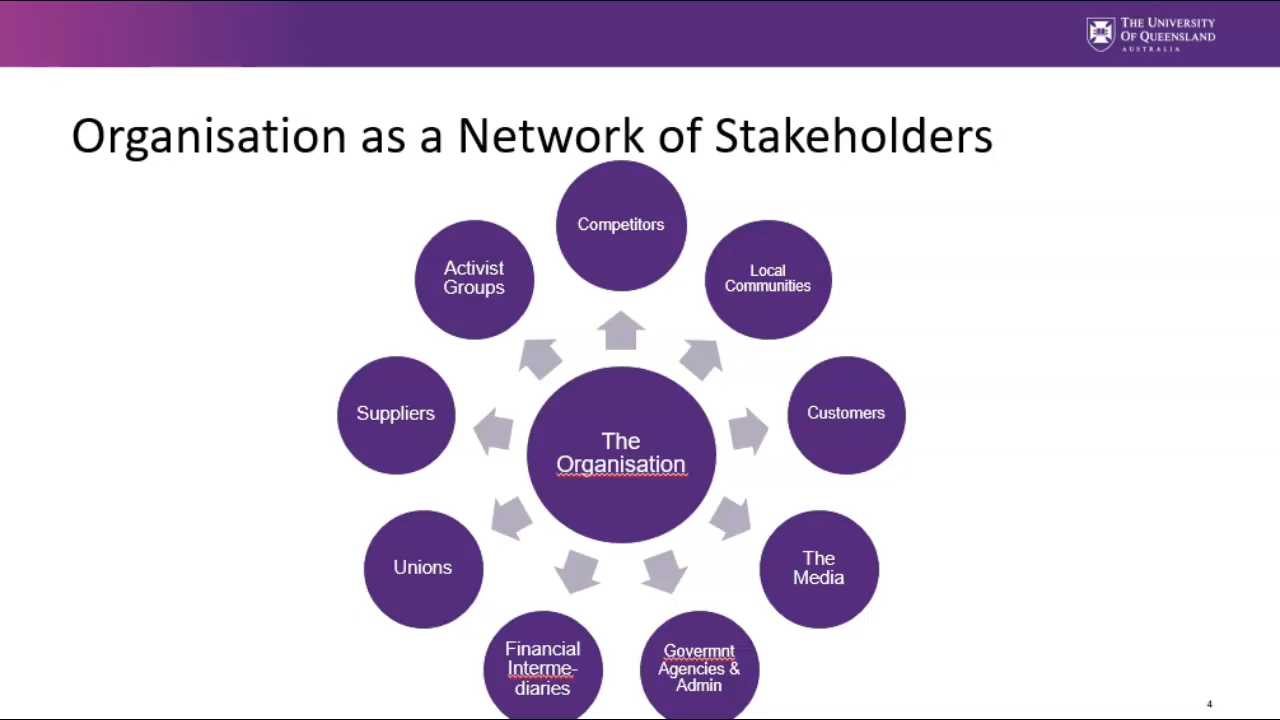 THE UNIVERSITY
OF QUEENSLAND
AUSTRALIA
Organisation as a Network of Stakeholders
Competitors
Activist
Groups
Local
Communities
Suppliers
The
Organisation
Customers
Unions
The
Media
Financial
Interme-
diaries
Govermnt
Agencies &
Admin
4